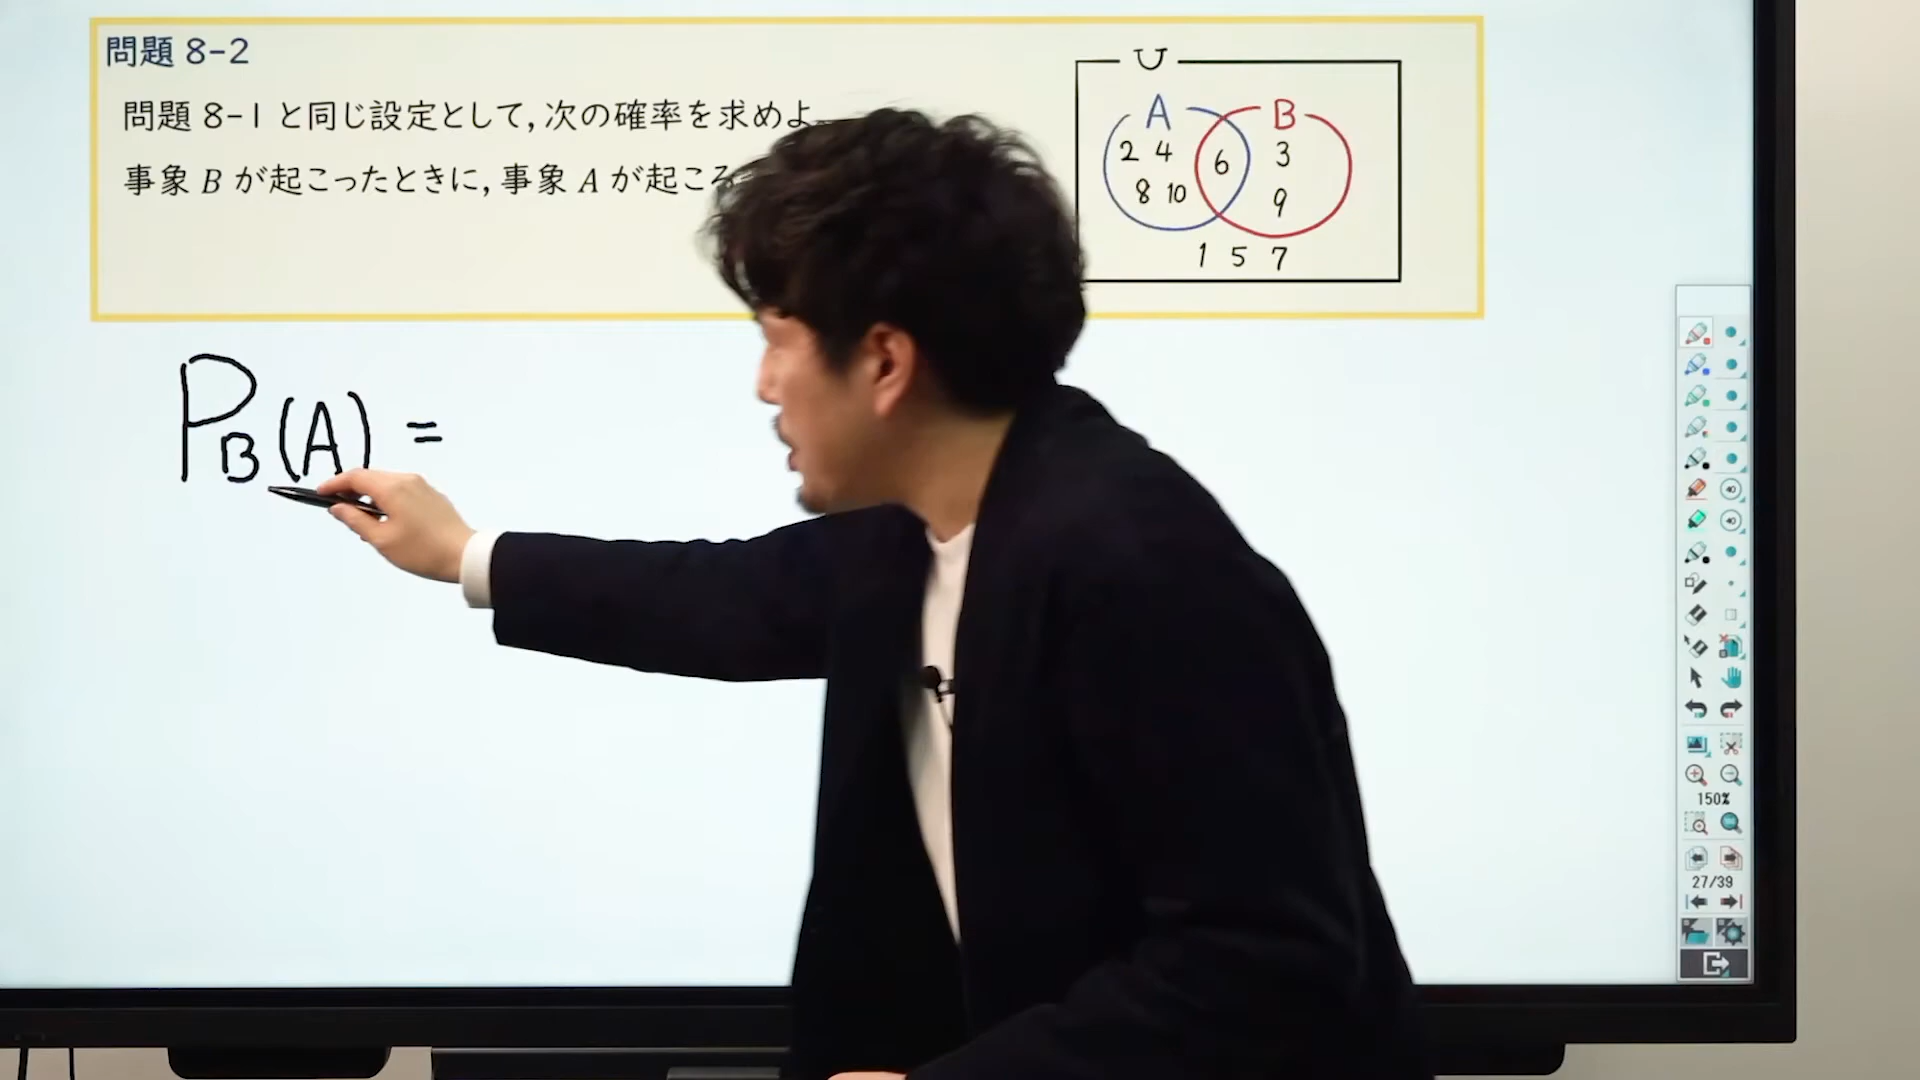 問題 8-2
問題 8-1 と同じ設定として, 次の確率を求めよ
事象 B が起こったときに, 事象 A が起こる
U
A B
2 4 6 3
8 10 9
1 5 7
P_B(A) =
40
40
150%
27/39